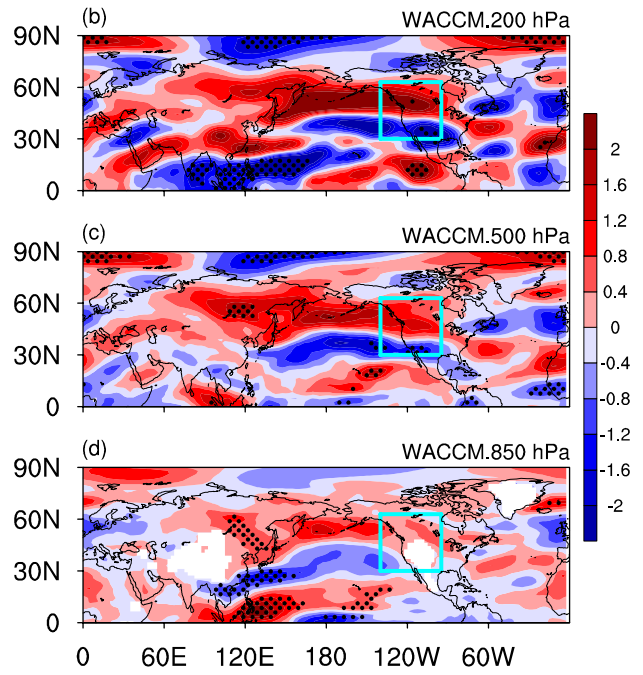 (b) WACCM.200 hPa
90N
60N
30N
0
(c) WACCM.500 hPa
90N
60N
30N
0
(d) WACCM.850 hPa
90N
60N
30N
0
0 60E 120E 180 120W 60W
2
1.6
1.2
0.8
0.4
0
-0.4
-0.8
-1.2
-1.6
-2